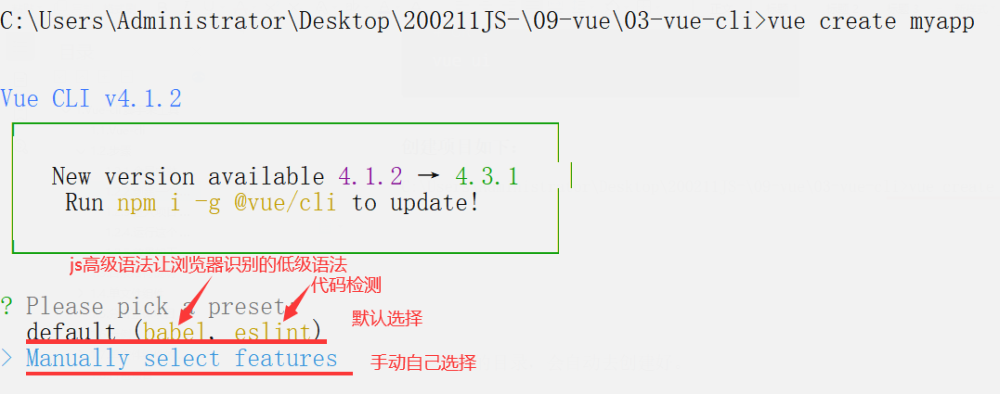 C:\Users\Administrator\Desktop\200211JS-\09-vue\03-vue-cli>vue create myapp
Vue CLI v4.1.2
New version available 4.1.2 → 4.3.1
Run npm i -g @vue/cli to update!
js高级语法让浏览器识别的低级语法
代码检测
? Please pick a preset:
默认选择
default (babel, eslint)
> Manually select features
手动自己选择